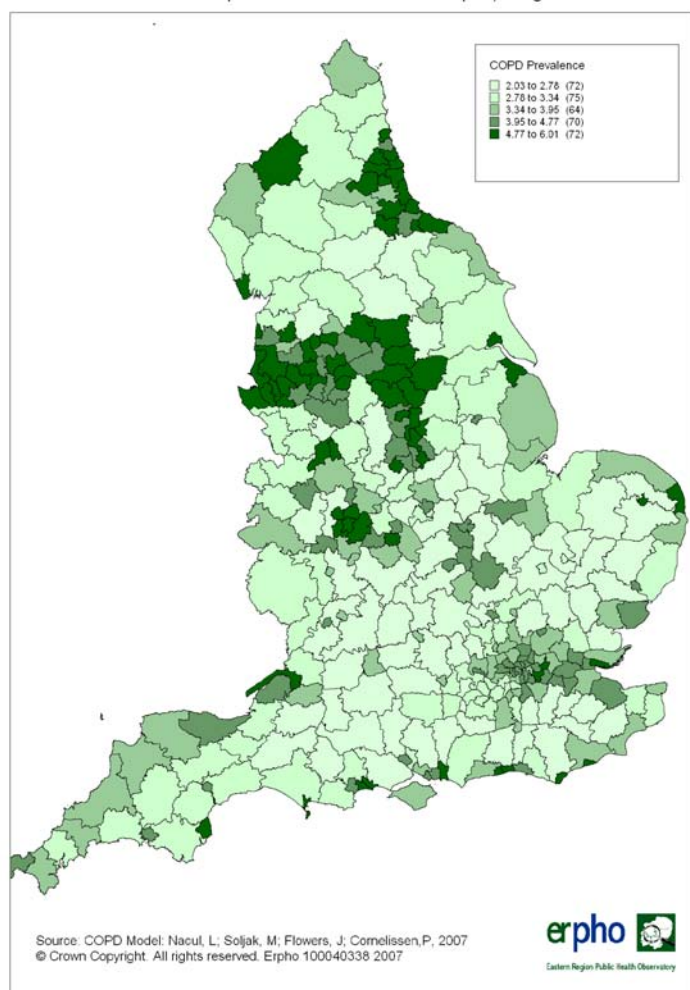 COPD Prevalence
2.03 to 2.78 (72)
2.78 to 3.34 (75)
3.34 to 3.95 (64)
3.95 to 4.77 (70)
4.77 to 6.01 (72)
Source: COPD Model: Nacul, L; Soljak, M; Flowers, J; Cornelissen,P, 2007
© Crown Copyright. All rights reserved. Erpho 100040338 2007
erpho
Eastern Region Public Health Observatory